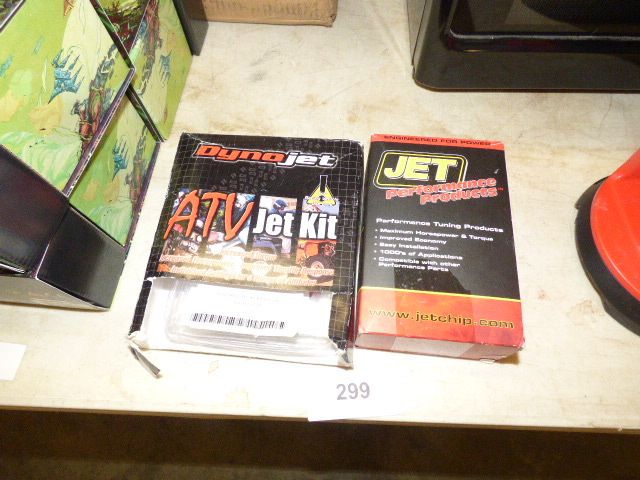 Dynojet
ATV Jet Kit
ENGINEERED FOR POWER
JET
Performance
Products
Performance Tuning Products
• Maximum Horsepower & Torque
• Improved Economy
• Easy Installation
• 1000's of Applications
• Compatible with other
Performance Parts
www.jetchip.com
299